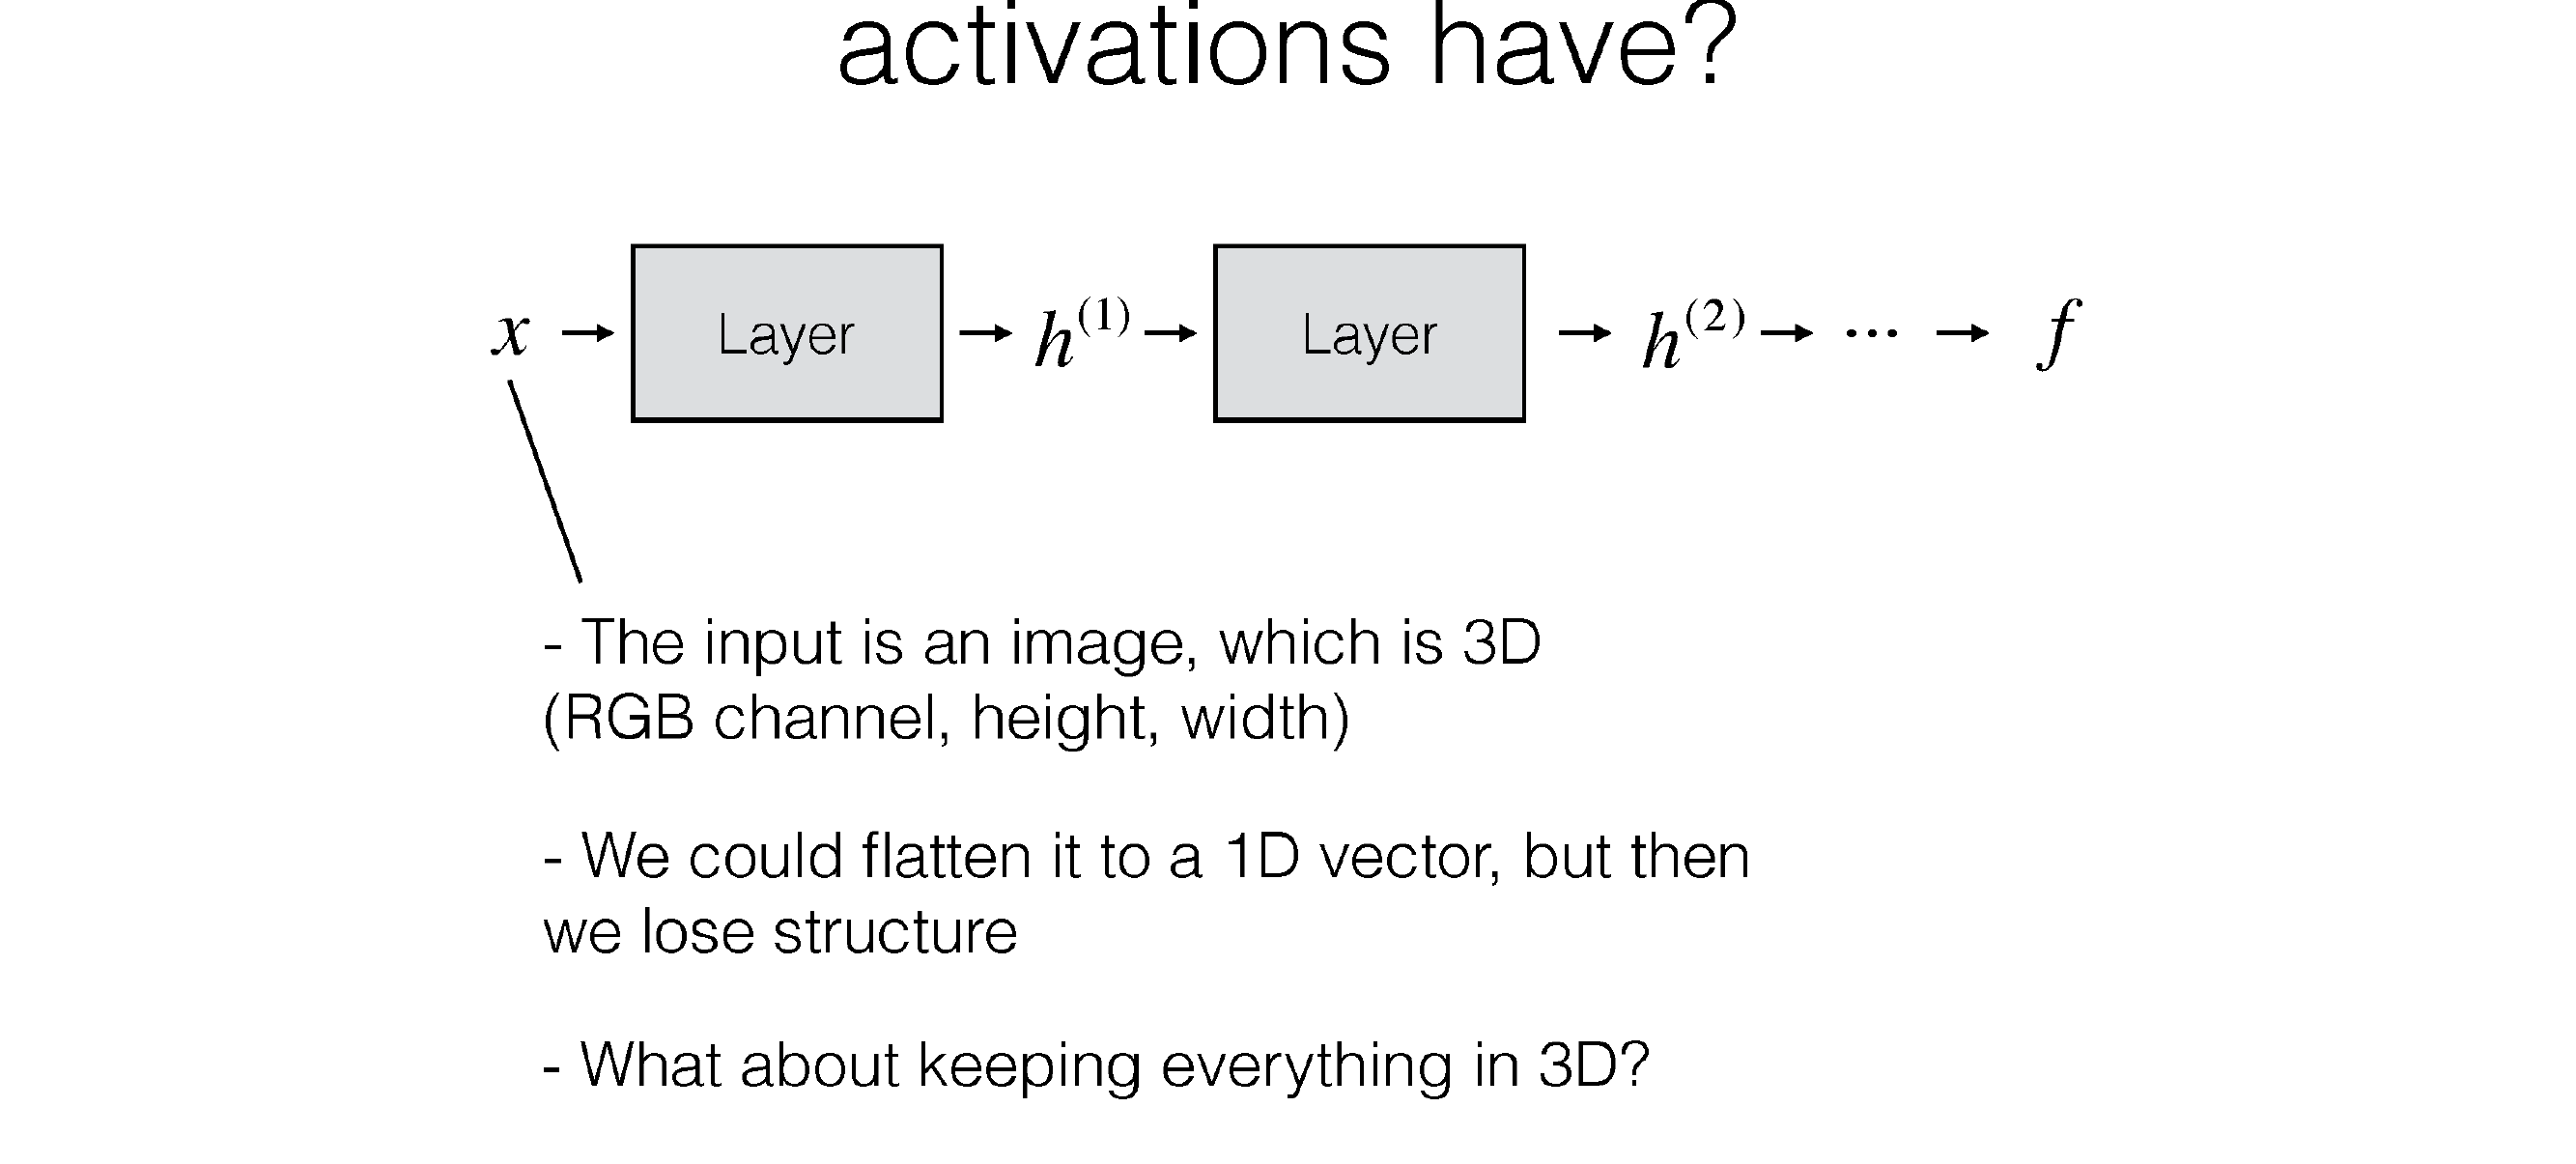 activations have?
x → Layer → h^{(1)} → Layer → h^{(2)} → ··· → f
- The input is an image, which is 3D
(RGB channel, height, width)
- We could flatten it to a 1D vector, but then
we lose structure
- What about keeping everything in 3D?